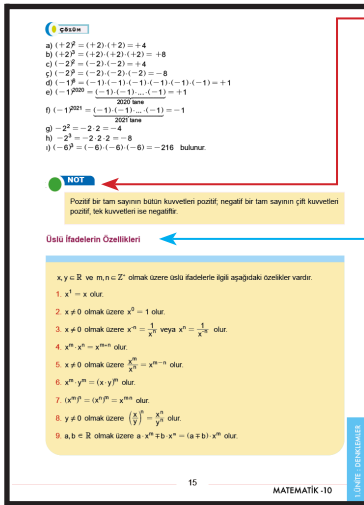 ÇÖZÜM
a) (+2)² = (+2)·(+2) = +4
b) (+2)³ = (+2)·(+2)·(+2) = +8
c) (−2)² = (−2)·(−2) = +4
ç) (−2)³ = (−2)·(−2)·(−2) = −8
d) (−1)⁶ = (−1)·(−1)·(−1)·(−1)·(−1)·(−1) = +1
e) (−1)²⁰²⁰ = (−1)·(−1)·...·(−1) = +1
2020 tane
f) (−1)²⁰²¹ = (−1)·(−1)·...·(−1) = −1
2021 tane
g) −2² = −2·2 = −4
h) −2³ = −2·2·2 = −8
ı) (−6)³ = (−6)·(−6)·(−6) = −216 bulunur.
NOT
Pozitif bir tam sayının bütün kuvvetleri pozitif; negatif bir tam sayının çift kuvvetleri
pozitif, tek kuvvetleri ise negatiftir.
Üslü İfadelerin Özellikleri
x, y ∈ ℝ ve m, n ∈ Z⁺ olmak üzere üslü ifadelerle ilgili aşağıdaki özelikler vardır.
1. x¹ = x olur.
2. x ≠ 0 olmak üzere x⁰ = 1 olur.
3. x ≠ 0 olmak üzere x⁻ⁿ = 1/xⁿ veya xⁿ = 1/x⁻ⁿ olur.
4. xᵐ · xⁿ = xᵐ⁺ⁿ olur.
5. x ≠ 0 olmak üzere xᵐ/xⁿ = xᵐ⁻ⁿ olur.
6. xᵐ · yᵐ = (x·y)ᵐ olur.
7. (xᵐ)ⁿ = (xⁿ)ᵐ = xᵐⁿ olur.
8. y ≠ 0 olmak üzere (x/y)ⁿ = xⁿ/yⁿ olur.
9. a, b ∈ ℝ olmak üzere a · xᵐ ∓ b · xᵐ = (a ∓ b) · xᵐ olur.
1.ÜNİTE : DENKLEMLER
15
MATEMATİK -10